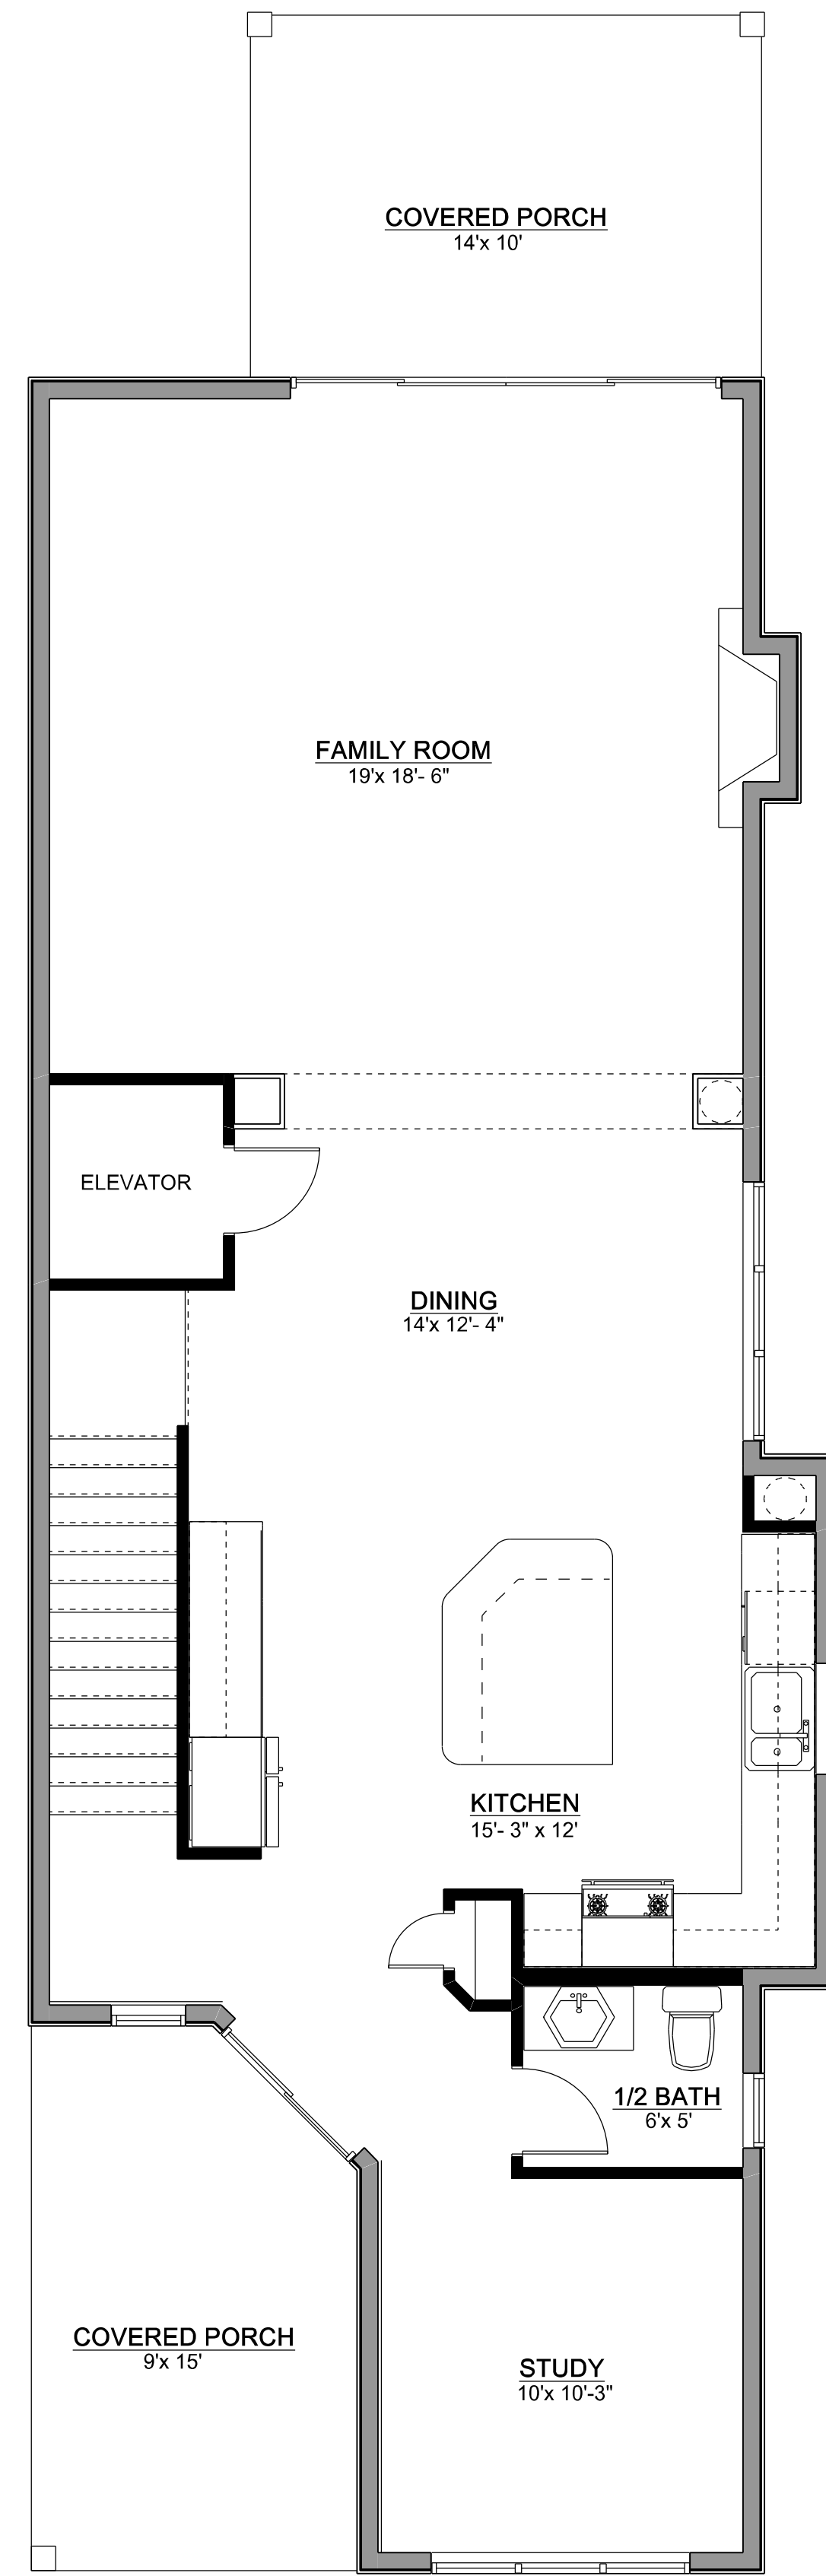 COVERED PORCH
14'x 10'
FAMILY ROOM
19'x 18'- 6"
ELEVATOR
DINING
14'x 12'- 4"
KITCHEN
15'- 3" x 12'
1/2 BATH
6'x 5'
COVERED PORCH
9'x 15'
STUDY
10'x 10'-3"